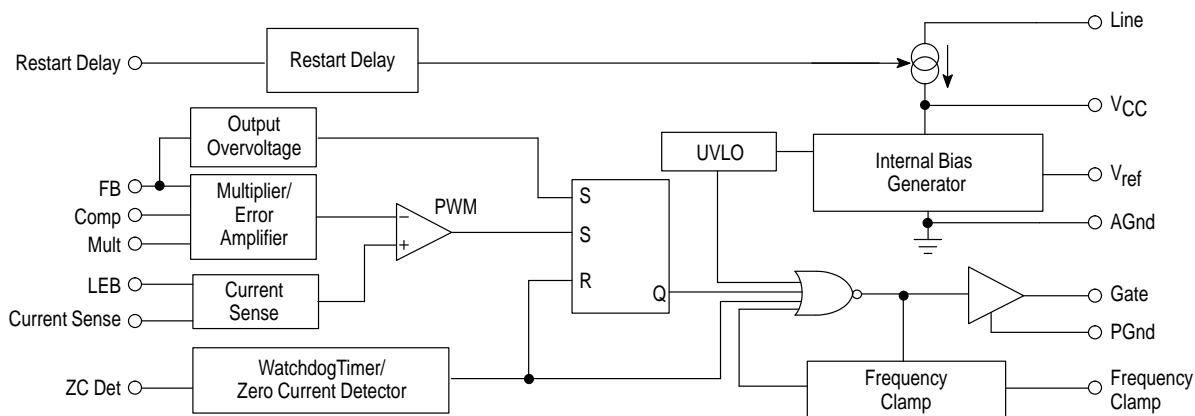 Line
Restart Delay
Restart Delay
VCC
Output
Overvoltage
UVLO
Internal Bias
Generator
Vref
FB
Multiplier/
Error
Amplifier
PWM
Comp
Mult
−
+
S
S
R
Q
AGnd
LEB
Current
Sense
Current Sense
Gate
PGnd
ZC Det
WatchdogTimer/
Zero Current Detector
Frequency
Clamp
Frequency
Clamp